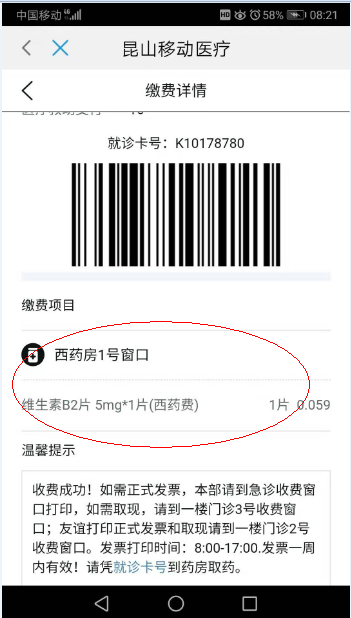 中国移动 58% 08:21
昆山移动医疗
缴费详情
就诊卡号：K10178780
缴费项目
西药房1号窗口
维生素B2片 5mg*1片(西药费) 1片 0.059
温馨提示
收费成功！如需正式发票，本部请到急诊收费窗
口打印，如需取现，请到一楼门诊3号收费窗
口；友谊打印正式发票和取现请到一楼门诊2号
收费窗口。发票打印时间：8:00-17:00.发票一周
内有效！请凭就诊卡号到药房取药。